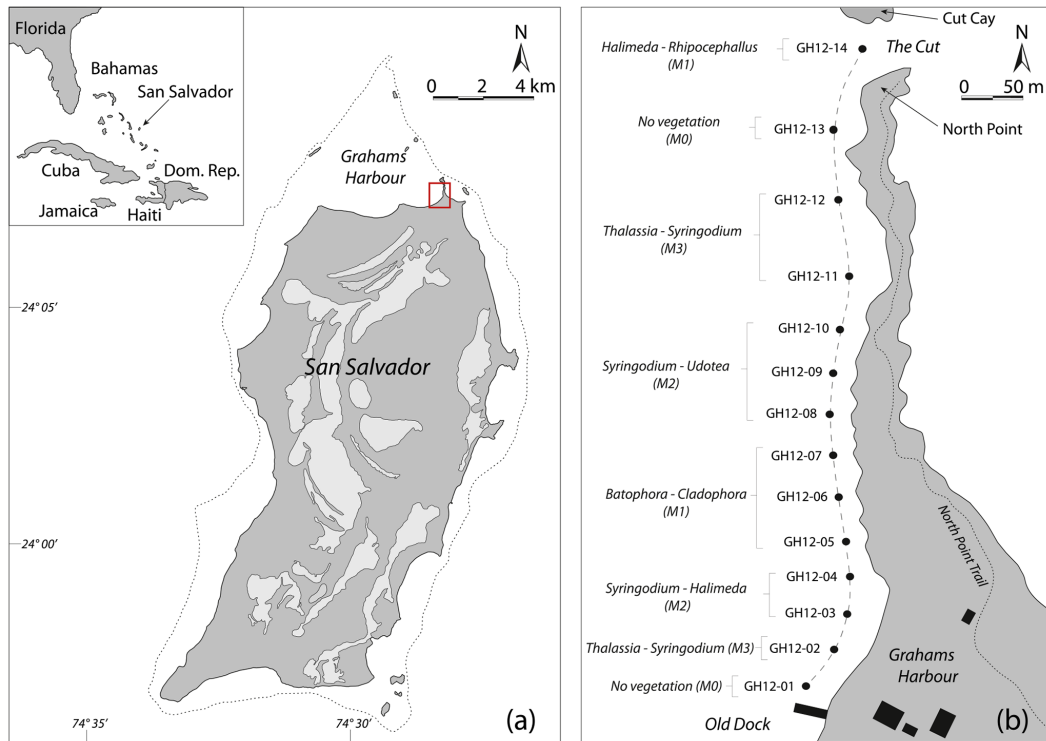 Florida
Bahamas
San Salvador
Cuba
Dom. Rep.
Jamaica
Haiti
N
0 2 4 km
Grahams
Harbour
24° 05'
San Salvador
24° 00'
74° 35'
74° 30'
(a)
Cut Cay
Halimeda - Rhipocephallus
(M1)
GH12-14
The Cut
N
0 50 m
North Point
No vegetation
(M0)
GH12-13
GH12-12
Thalassia - Syringodium
(M3)
GH12-11
GH12-10
Syringodium - Udotea
(M2)
GH12-09
GH12-08
GH12-07
Batophora - Cladophora
(M1)
GH12-06
GH12-05
North Point Trail
GH12-04
Syringodium - Halimeda
(M2)
GH12-03
Thalassia - Syringodium (M3)
GH12-02
Grahams
Harbour
No vegetation (M0)
GH12-01
Old Dock
(b)